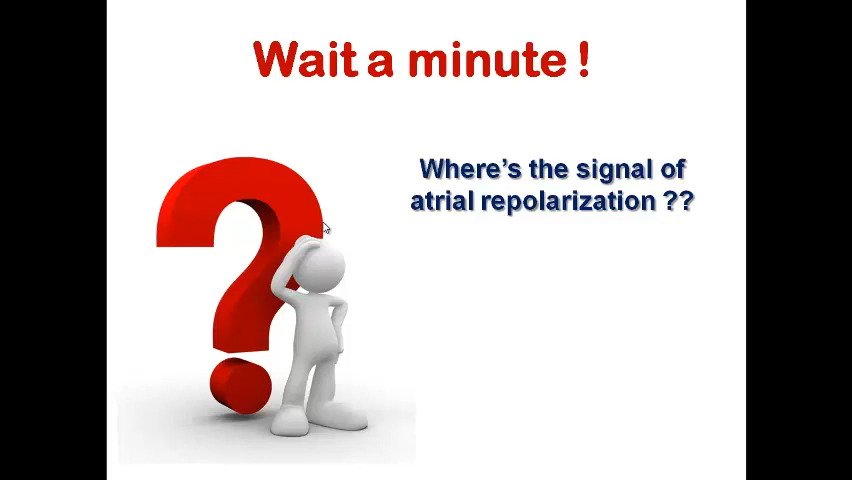 Wait a minute !
Where's the signal of
atrial repolarization ??